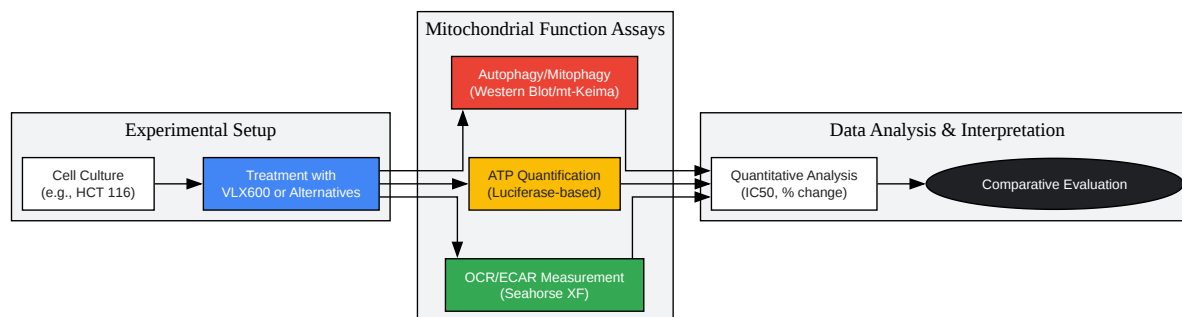 Experimental Setup
Cell Culture
(e.g., HCT 116)
Treatment with
VLX600 or Alternatives
Mitochondrial Function Assays
Autophagy/Mitophagy
(Western Blot/mt-Keima)
ATP Quantification
(Luciferase-based)
OCR/ECAR Measurement
(Seahorse XF)
Data Analysis & Interpretation
Quantitative Analysis
(IC50, % change)
Comparative Evaluation